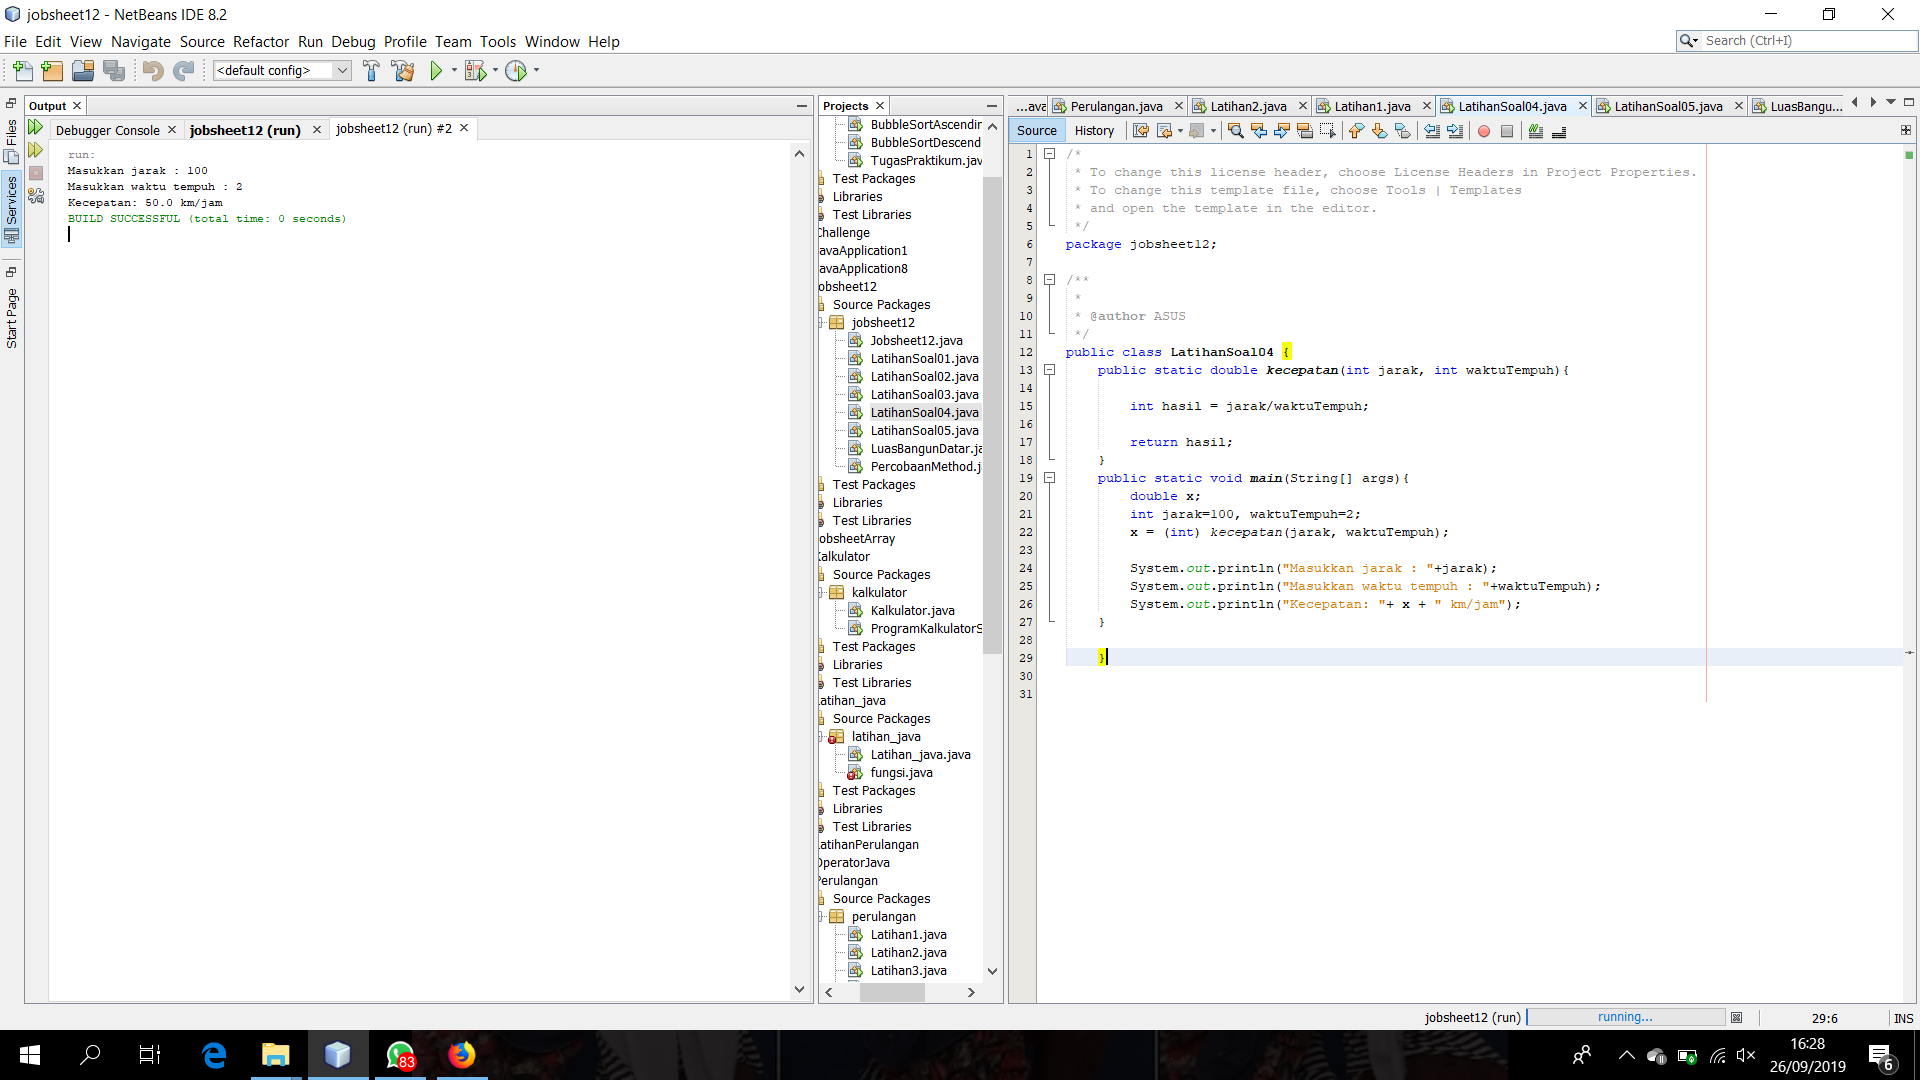 jobsheet12 - NetBeans IDE 8.2
File Edit View Navigate Source Refactor Run Debug Profile Team Tools Window Help
Search (Ctrl+I)
<default config>
Files
Services
Start Page
Output
Debugger Console
jobsheet12 (run)
jobsheet12 (run) #2
run:
Masukkan jarak : 100
Masukkan waktu tempuh : 2
Kecepatan: 50.0 km/jam
BUILD SUCCESSFUL (total time: 0 seconds)
Projects
BubbleSortAscendin
BubbleSortDescend
TugasPraktikum.jav
Test Packages
Libraries
Test Libraries
Challenge
avaApplication1
avaApplication8
obsheet12
Source Packages
jobsheet12
Jobsheet12.java
LatihanSoal01.java
LatihanSoal02.java
LatihanSoal03.java
LatihanSoal04.java
LatihanSoal05.java
LuasBangunDatar.ja
PercobaanMethod.j
Test Packages
Libraries
Test Libraries
obsheetArray
Kalkulator
Source Packages
kalkulator
Kalkulator.java
ProgramKalkulatorS
Test Packages
Libraries
Test Libraries
Latihan_java
Source Packages
latihan_java
Latihan_java.java
fungsi.java
Test Packages
Libraries
Test Libraries
LatihanPerulangan
OperatorJava
Perulangan
Source Packages
perulangan
Latihan1.java
Latihan2.java
Latihan3.java
...ava Perulangan.java Latihan2.java Latihan1.java LatihanSoal04.java LatihanSoal05.java LuasBangu...
Source History
1 /*
2 * To change this license header, choose License Headers in Project Properties.
3 * To change this template file, choose Tools | Templates
4 * and open the template in the editor.
5 */
6 package jobsheet12;
7
8 /**
9 *
10 * @author ASUS
11 */
12 public class LatihanSoal04 {
13 public static double kecepatan(int jarak, int waktuTempuh){
14
15 int hasil = jarak/waktuTempuh;
16
17 return hasil;
18 }
19 public static void main(String[] args){
20 double x;
21 int jarak=100, waktuTempuh=2;
22 x = (int) kecepatan(jarak, waktuTempuh);
23
24 System.out.println("Masukkan jarak : "+jarak);
25 System.out.println("Masukkan waktu tempuh : "+waktuTempuh);
26 System.out.println("Kecepatan: "+ x + " km/jam");
27 }
28
29 }
30
31
jobsheet12 (run) running... 29:6 INS
83
16:28
26/09/2019
6